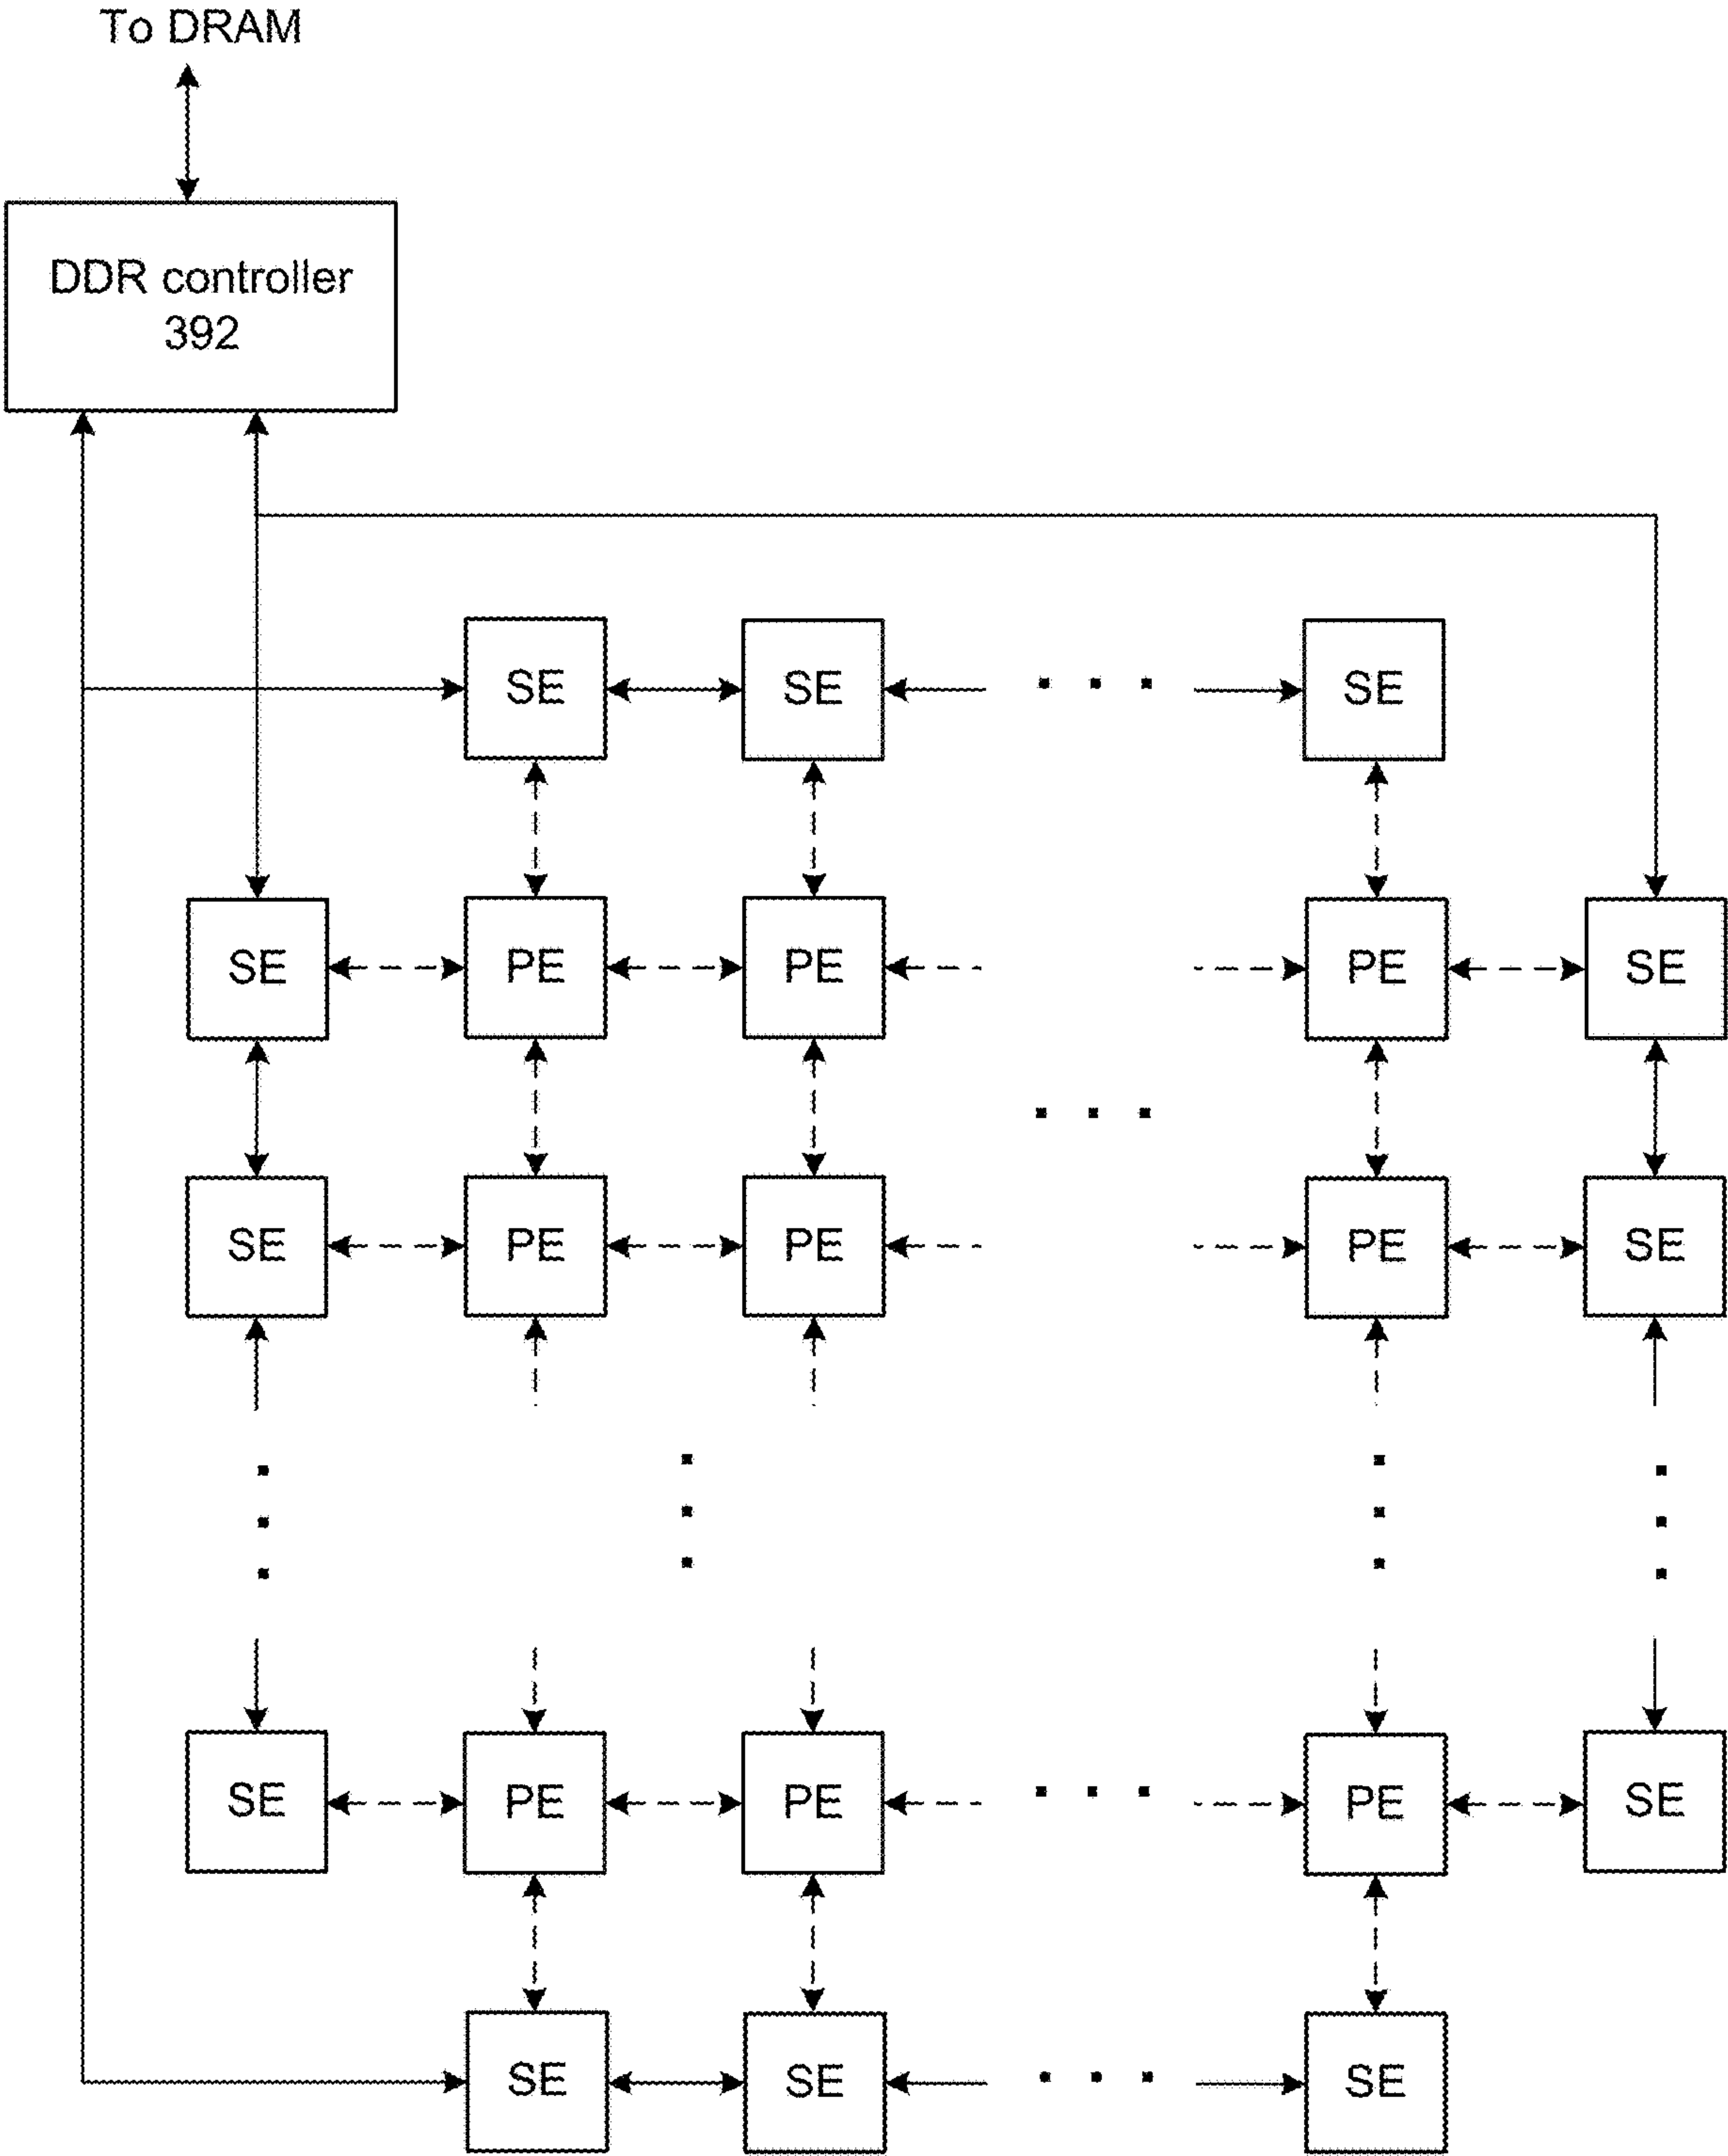 To DRAM
DDR controller
392
SE SE . . . SE
SE PE PE PE SE
. . .
SE PE PE PE SE
SE PE PE . . . PE SE
SE SE . . . SE